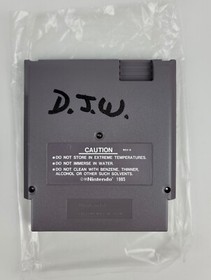 D.J.W.
CAUTION
●DO NOT STORE IN EXTREME TEMPERATURES.
●DO NOT IMMERSE IN WATER.
●DO NOT CLEAN WITH BENZENE, THINNER,
ALCOHOL OR OTHER SUCH SOLVENTS.
©Nintendo 1985